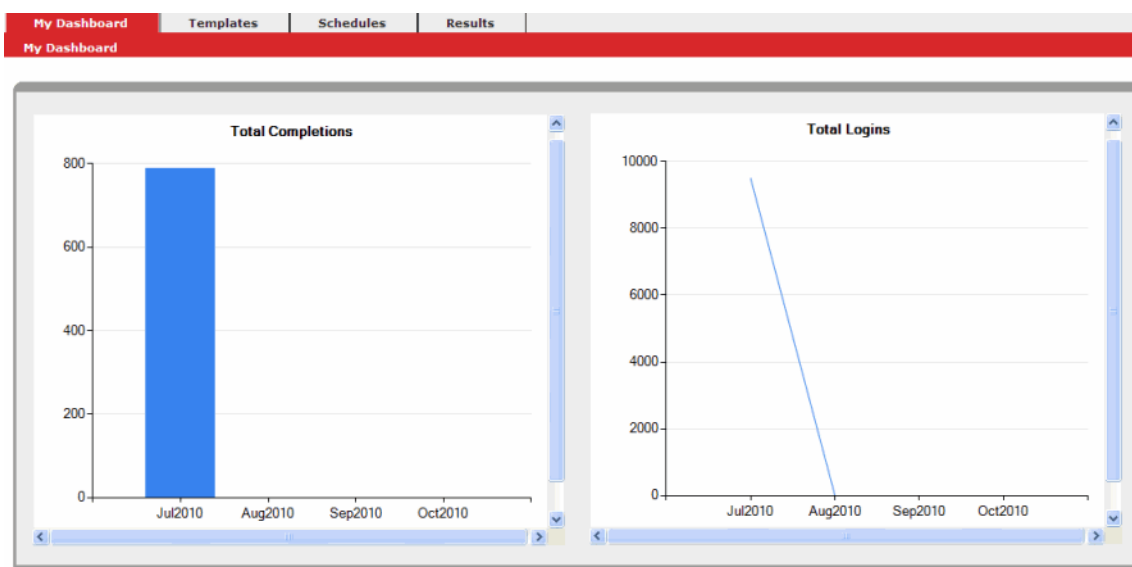 My Dashboard Templates Schedules Results
My Dashboard
Total Completions
800
600
400
200
0
Jul2010 Aug2010 Sep2010 Oct2010
Total Logins
10000
8000
6000
4000
2000
0
Jul2010 Aug2010 Sep2010 Oct2010